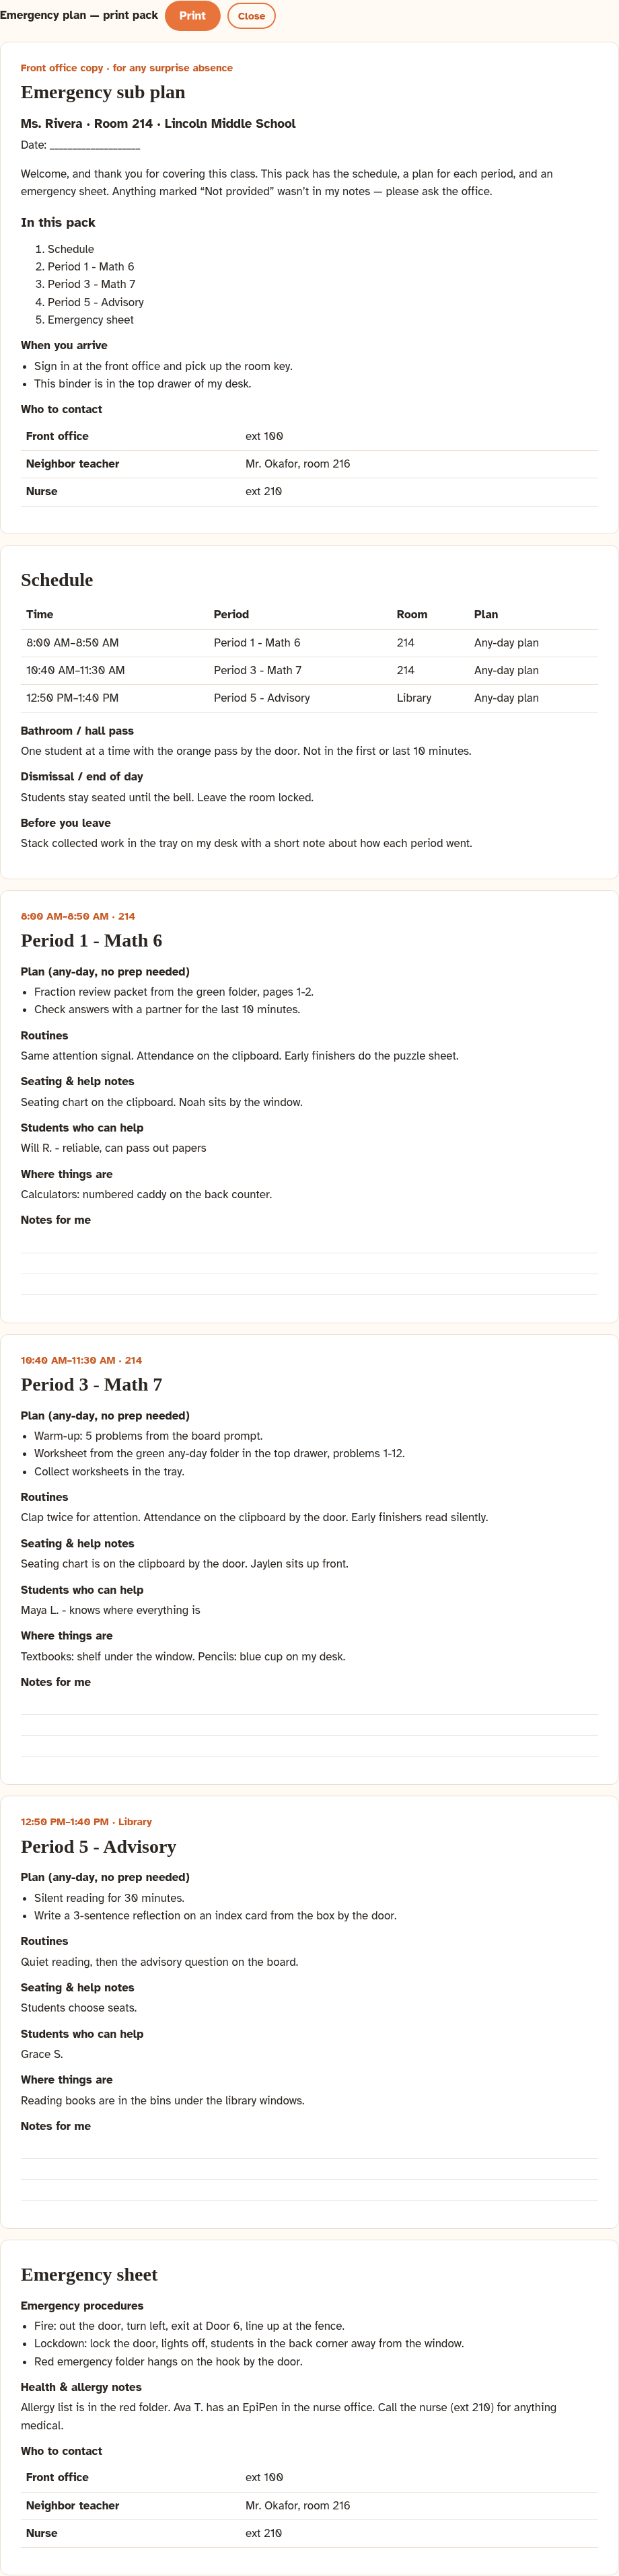 Emergency plan — print pack Print Close
Front office copy · for any surprise absence
Emergency sub plan
Ms. Rivera · Room 214 · Lincoln Middle School
Date: ____________________
Welcome, and thank you for covering this class. This pack has the schedule, a plan for each period, and an
emergency sheet. Anything marked “Not provided” wasn’t in my notes — please ask the office.
In this pack
1. Schedule
2. Period 1 - Math 6
3. Period 3 - Math 7
4. Period 5 - Advisory
5. Emergency sheet
When you arrive
• Sign in at the front office and pick up the room key.
• This binder is in the top drawer of my desk.
Who to contact
Front office ext 100
Neighbor teacher Mr. Okafor, room 216
Nurse ext 210
Schedule
Time Period Room Plan
8:00 AM–8:50 AM Period 1 - Math 6 214 Any-day plan
10:40 AM–11:30 AM Period 3 - Math 7 214 Any-day plan
12:50 PM–1:40 PM Period 5 - Advisory Library Any-day plan
Bathroom / hall pass
One student at a time with the orange pass by the door. Not in the first or last 10 minutes.
Dismissal / end of day
Students stay seated until the bell. Leave the room locked.
Before you leave
Stack collected work in the tray on my desk with a short note about how each period went.
8:00 AM–8:50 AM · 214
Period 1 - Math 6
Plan (any-day, no prep needed)
• Fraction review packet from the green folder, pages 1-2.
• Check answers with a partner for the last 10 minutes.
Routines
Same attention signal. Attendance on the clipboard. Early finishers do the puzzle sheet.
Seating & help notes
Seating chart on the clipboard. Noah sits by the window.
Students who can help
Will R. - reliable, can pass out papers
Where things are
Calculators: numbered caddy on the back counter.
Notes for me
10:40 AM–11:30 AM · 214
Period 3 - Math 7
Plan (any-day, no prep needed)
• Warm-up: 5 problems from the board prompt.
• Worksheet from the green any-day folder in the top drawer, problems 1-12.
• Collect worksheets in the tray.
Routines
Clap twice for attention. Attendance on the clipboard by the door. Early finishers read silently.
Seating & help notes
Seating chart is on the clipboard by the door. Jaylen sits up front.
Students who can help
Maya L. - knows where everything is
Where things are
Textbooks: shelf under the window. Pencils: blue cup on my desk.
Notes for me
12:50 PM–1:40 PM · Library
Period 5 - Advisory
Plan (any-day, no prep needed)
• Silent reading for 30 minutes.
• Write a 3-sentence reflection on an index card from the box by the door.
Routines
Quiet reading, then the advisory question on the board.
Seating & help notes
Students choose seats.
Students who can help
Grace S.
Where things are
Reading books are in the bins under the library windows.
Notes for me
Emergency sheet
Emergency procedures
• Fire: out the door, turn left, exit at Door 6, line up at the fence.
• Lockdown: lock the door, lights off, students in the back corner away from the window.
• Red emergency folder hangs on the hook by the door.
Health & allergy notes
Allergy list is in the red folder. Ava T. has an EpiPen in the nurse office. Call the nurse (ext 210) for anything
medical.
Who to contact
Front office ext 100
Neighbor teacher Mr. Okafor, room 216
Nurse ext 210